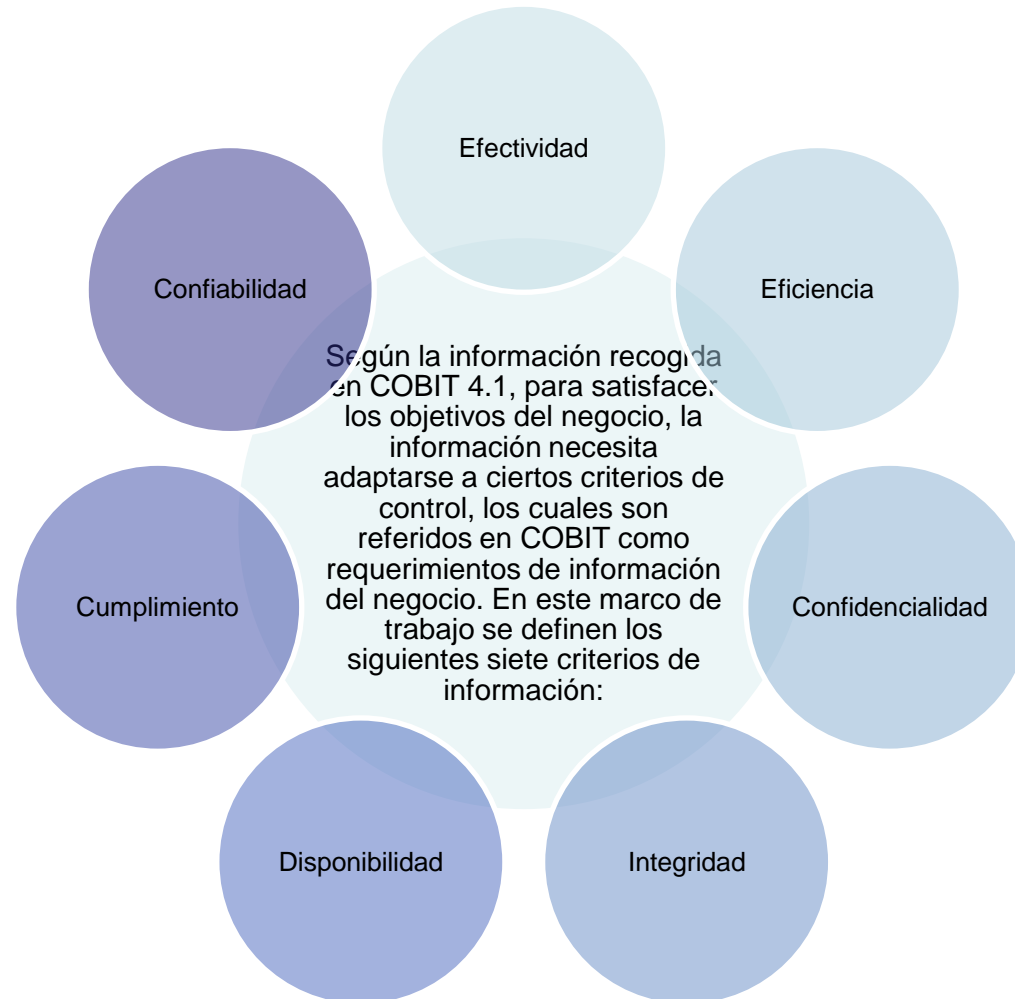 Efectividad
Eficiencia
Confidencialidad
Integridad
Disponibilidad
Cumplimiento
Confiabilidad
Según la información recogida
en COBIT 4.1, para satisfacer
los objetivos del negocio, la
información necesita
adaptarse a ciertos criterios de
control, los cuales son
referidos en COBIT como
requerimientos de información
del negocio. En este marco de
trabajo se definen los
siguientes siete criterios de
información: